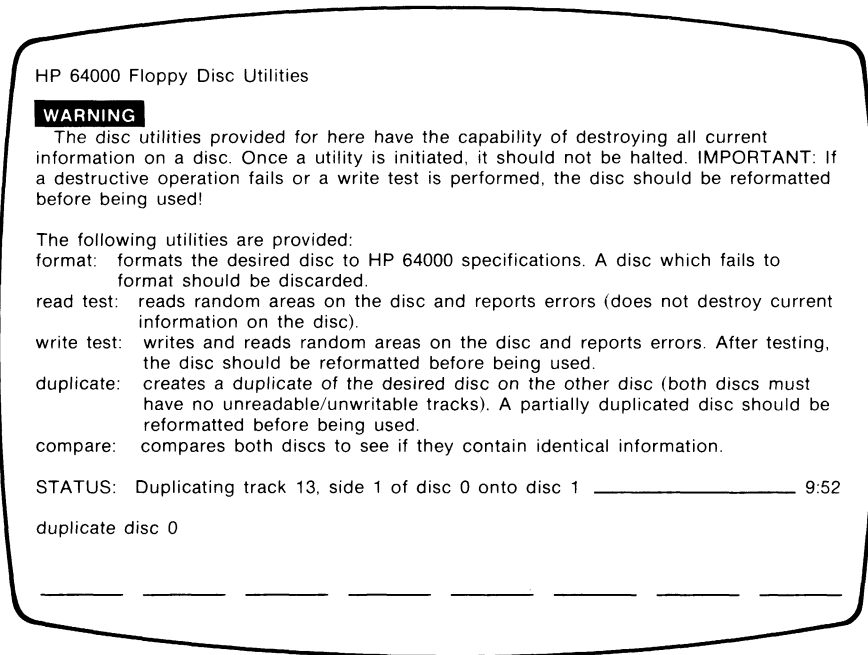 HP 64000 Floppy Disc Utilities
WARNING
The disc utilities provided for here have the capability of destroying all current
information on a disc. Once a utility is initiated, it should not be halted. IMPORTANT: If
a destructive operation fails or a write test is performed, the disc should be reformatted
before being used!
The following utilities are provided:
format: formats the desired disc to HP 64000 specifications. A disc which fails to
format should be discarded.
read test: reads random areas on the disc and reports errors (does not destroy current
information on the disc).
write test: writes and reads random areas on the disc and reports errors. After testing,
the disc should be reformatted before being used.
duplicate: creates a duplicate of the desired disc on the other disc (both discs must
have no unreadable/unwritable tracks). A partially duplicated disc should be
reformatted before being used.
compare: compares both discs to see if they contain identical information.
STATUS: Duplicating track 13, side 1 of disc 0 onto disc 1 ____________ 9:52
duplicate disc 0